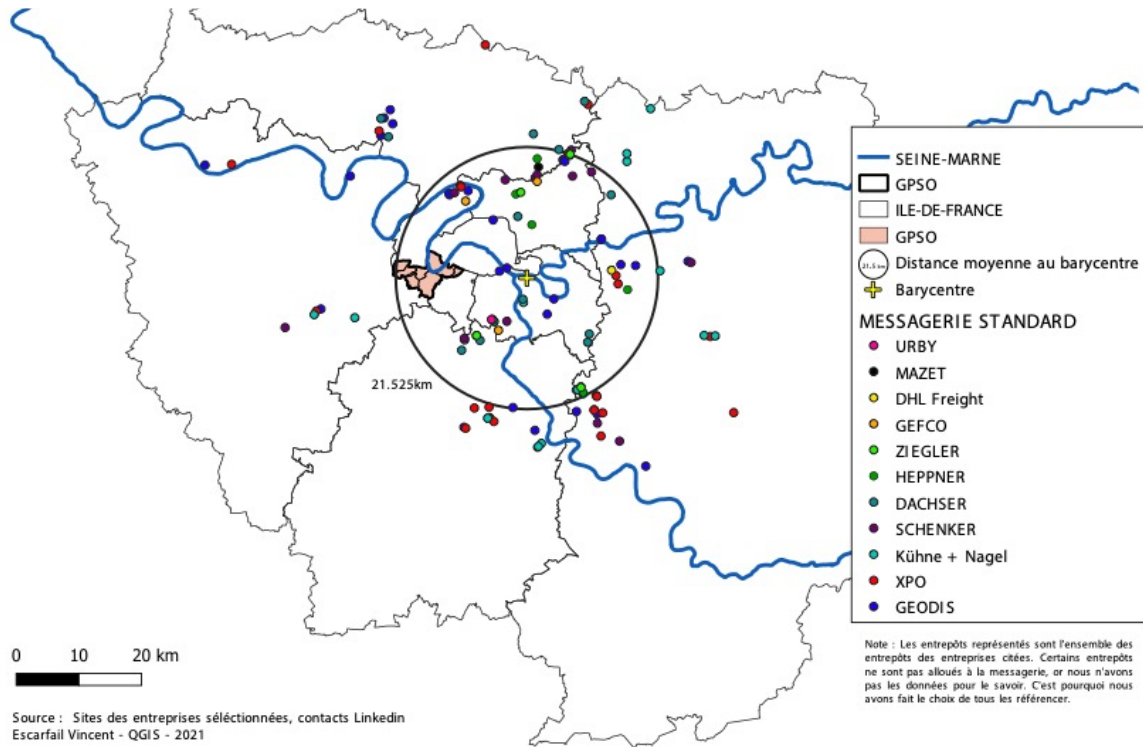 SEINE-MARNE
GPSO
ILE-DE-FRANCE
GPSO
21.5 km
Distance moyenne au barycentre
Barycentre
MESSAGERIE STANDARD
URBY
MAZET
DHL Freight
GEFCO
ZIEGLER
HEPPNER
DACHSER
SCHENKER
Kühne + Nagel
XPO
GEODIS
21.525km
0 10 20 km
Source : Sites des entreprises séléctionnées, contacts Linkedin
Escarfail Vincent - QGIS - 2021
Note : Les entrepôts représentés sont l'ensemble des
entrepôts des entreprises citées. Certains entrepôts
ne sont pas alloués à la messagerie, or nous n'avons
pas les données pour le savoir. C'est pourquoi nous
avons fait le choix de tous les référencer.